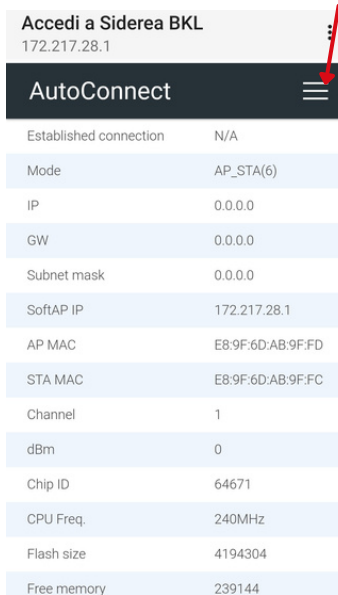 Accedi a Siderea BKL
172.217.28.1
AutoConnect
Established connection N/A
Mode AP_STA(6)
IP 0.0.0.0
GW 0.0.0.0
Subnet mask 0.0.0.0
SoftAP IP 172.217.28.1
AP MAC E8:9F:6D:AB:9F:FD
STA MAC E8:9F:6D:AB:9F:FC
Channel 1
dBm 0
Chip ID 64671
CPU Freq. 240MHz
Flash size 4194304
Free memory 239144